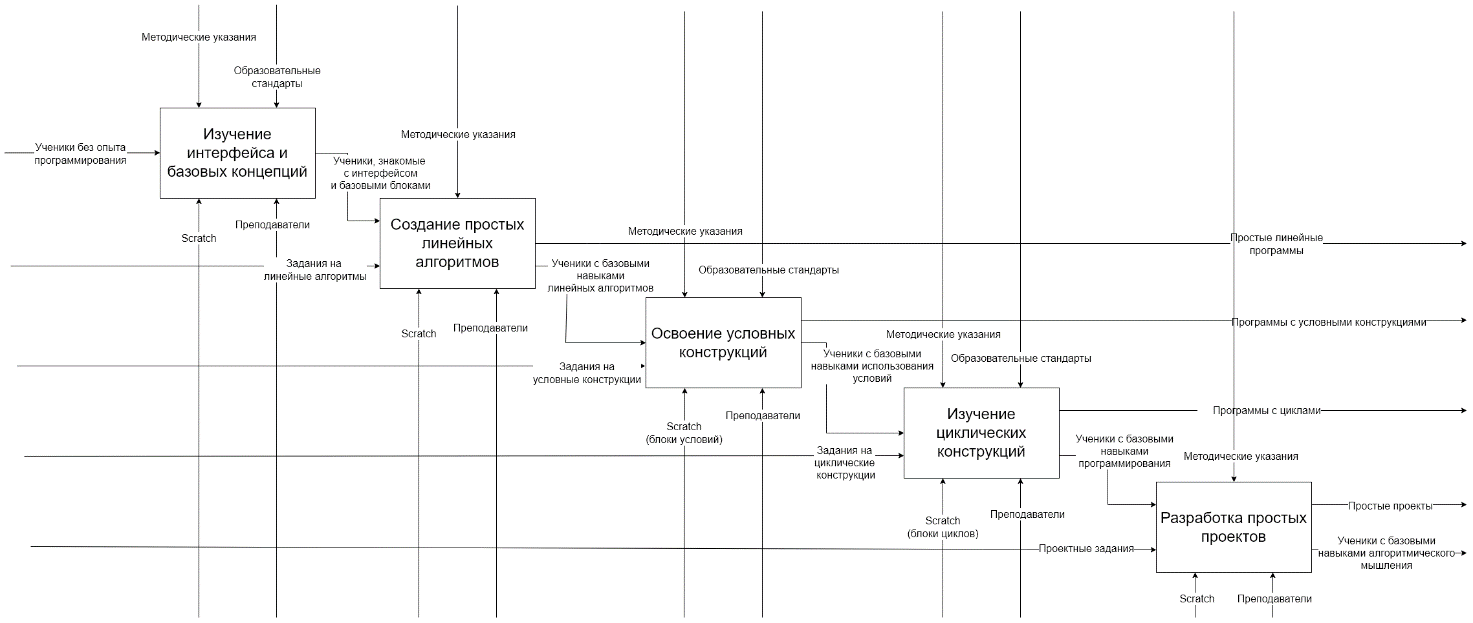 Методические указания
Образовательные
стандарты
Изучение
интерфейса и
базовых концепций
Ученики без опыта
программирования
Ученики, знакомые
с интерфейсом
и базовыми блоками
Scratch
Преподаватели
Методические указания
Создание простых
линейных
алгоритмов
Задания на
линейные алгоритмы
Простые линейные
программы
Ученики с базовыми
навыками
линейных алгоритмов
Scratch
Преподаватели
Методические указания
Образовательные стандарты
Освоение условных
конструкций
Задания на
условные конструкции
Программы с условными конструкциями
Ученики с базовыми
навыками использования
условий
Scratch
(блоки условий)
Преподаватели
Методические указания
Образовательные стандарты
Изучение
циклических
конструкций
Задания на
циклические
конструкции
Программы с циклами
Ученики с базовыми
навыками
программирования
Scratch
(блоки циклов)
Преподаватели
Методические указания
Разработка простых
проектов
Проектные задания
Простые проекты
Ученики с базовыми
навыками алгоритмического
мышления
Scratch
Преподаватели